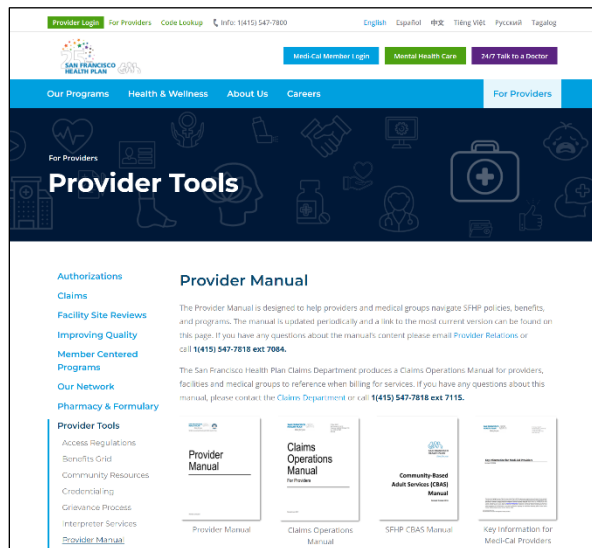 Provider Login For Providers Code Lookup Info: 1(415) 547-7800 English Español 中文 Tiếng Việt Русский Tagalog
SAN FRANCISCO
HEALTH PLAN
Medi-Cal Member Login Mental Health Care 24/7 Talk to a Doctor
Our Programs Health & Wellness About Us Careers For Providers
For Providers
Provider Tools
Authorizations
Claims
Facility Site Reviews
Improving Quality
Member Centered
Programs
Our Network
Pharmacy & Formulary
Provider Tools
Access Regulations
Benefits Grid
Community Resources
Credentialing
Grievance Process
Interpreter Services
Provider Manual
Provider Manual
The Provider Manual is designed to help providers and medical groups navigate SFHP policies, benefits,
and programs. The manual is updated periodically and a link to the most current version can be found on
this page. If you have any questions about the manual's content please email Provider Relations or
call 1(415) 547-7818 ext 7084.
The San Francisco Health Plan Claims Department produces a Claims Operations Manual for providers,
facilities and medical groups to reference when billing for services. If you have any questions about this
manual, please contact the Claims Department or call 1(415) 547-7818 ext 7115.
Provider
Manual
Provider Manual
Claims
Operations
Manual
For Providers
Claims Operations
Manual
Community-Based
Adult Services (CBAS)
Manual
SFHP CBAS Manual
Key Information for
Medi-Cal Providers